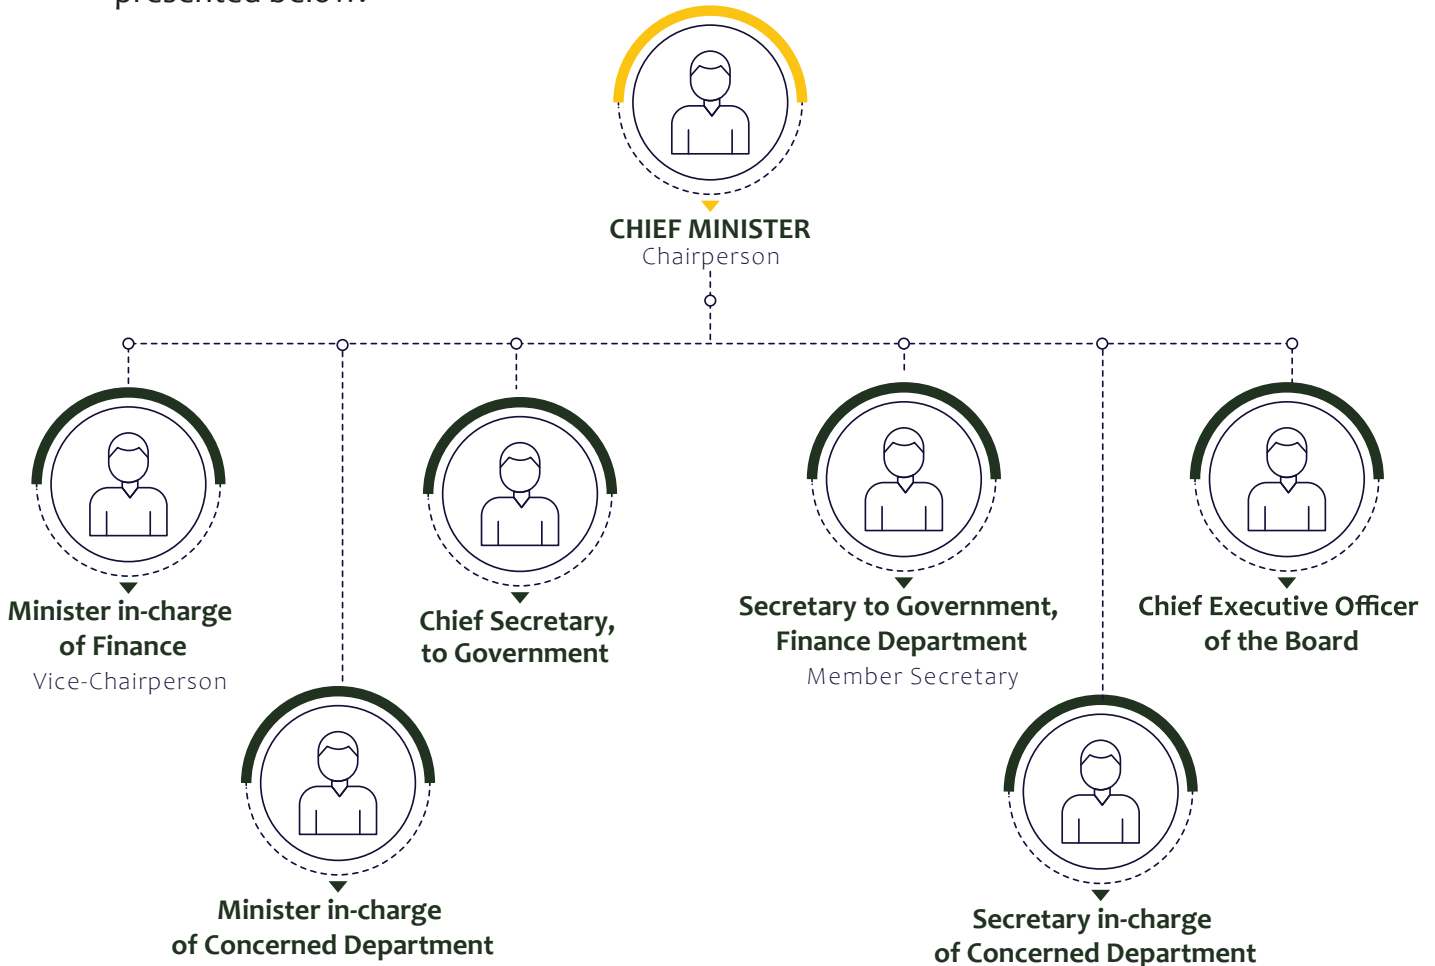 presented below:
CHIEF MINISTER
Chairperson
Minister in-charge
of Finance
Vice-Chairperson
Chief Secretary,
to Government
Secretary to Government,
Finance Department
Member Secretary
Chief Executive Officer
of the Board
Minister in-charge
of Concerned Department
Secretary in-charge
of Concerned Department